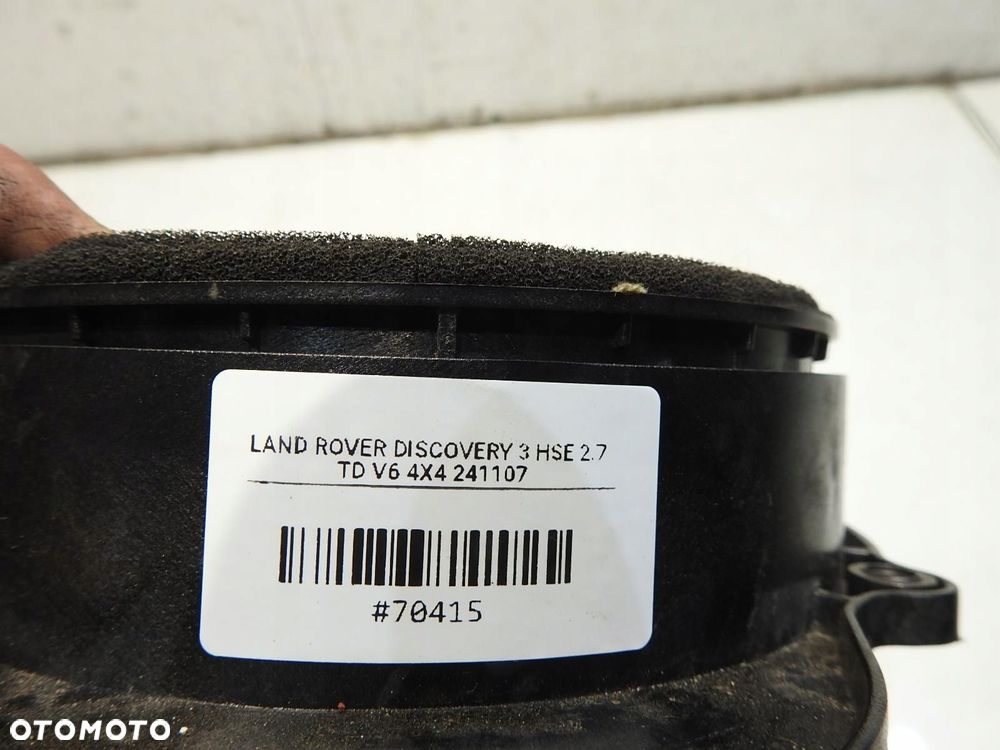 LAND ROVER DISCOVERY 3 HSE 2.7
TD V6 4X4 241107
#70415
OTOMOTO